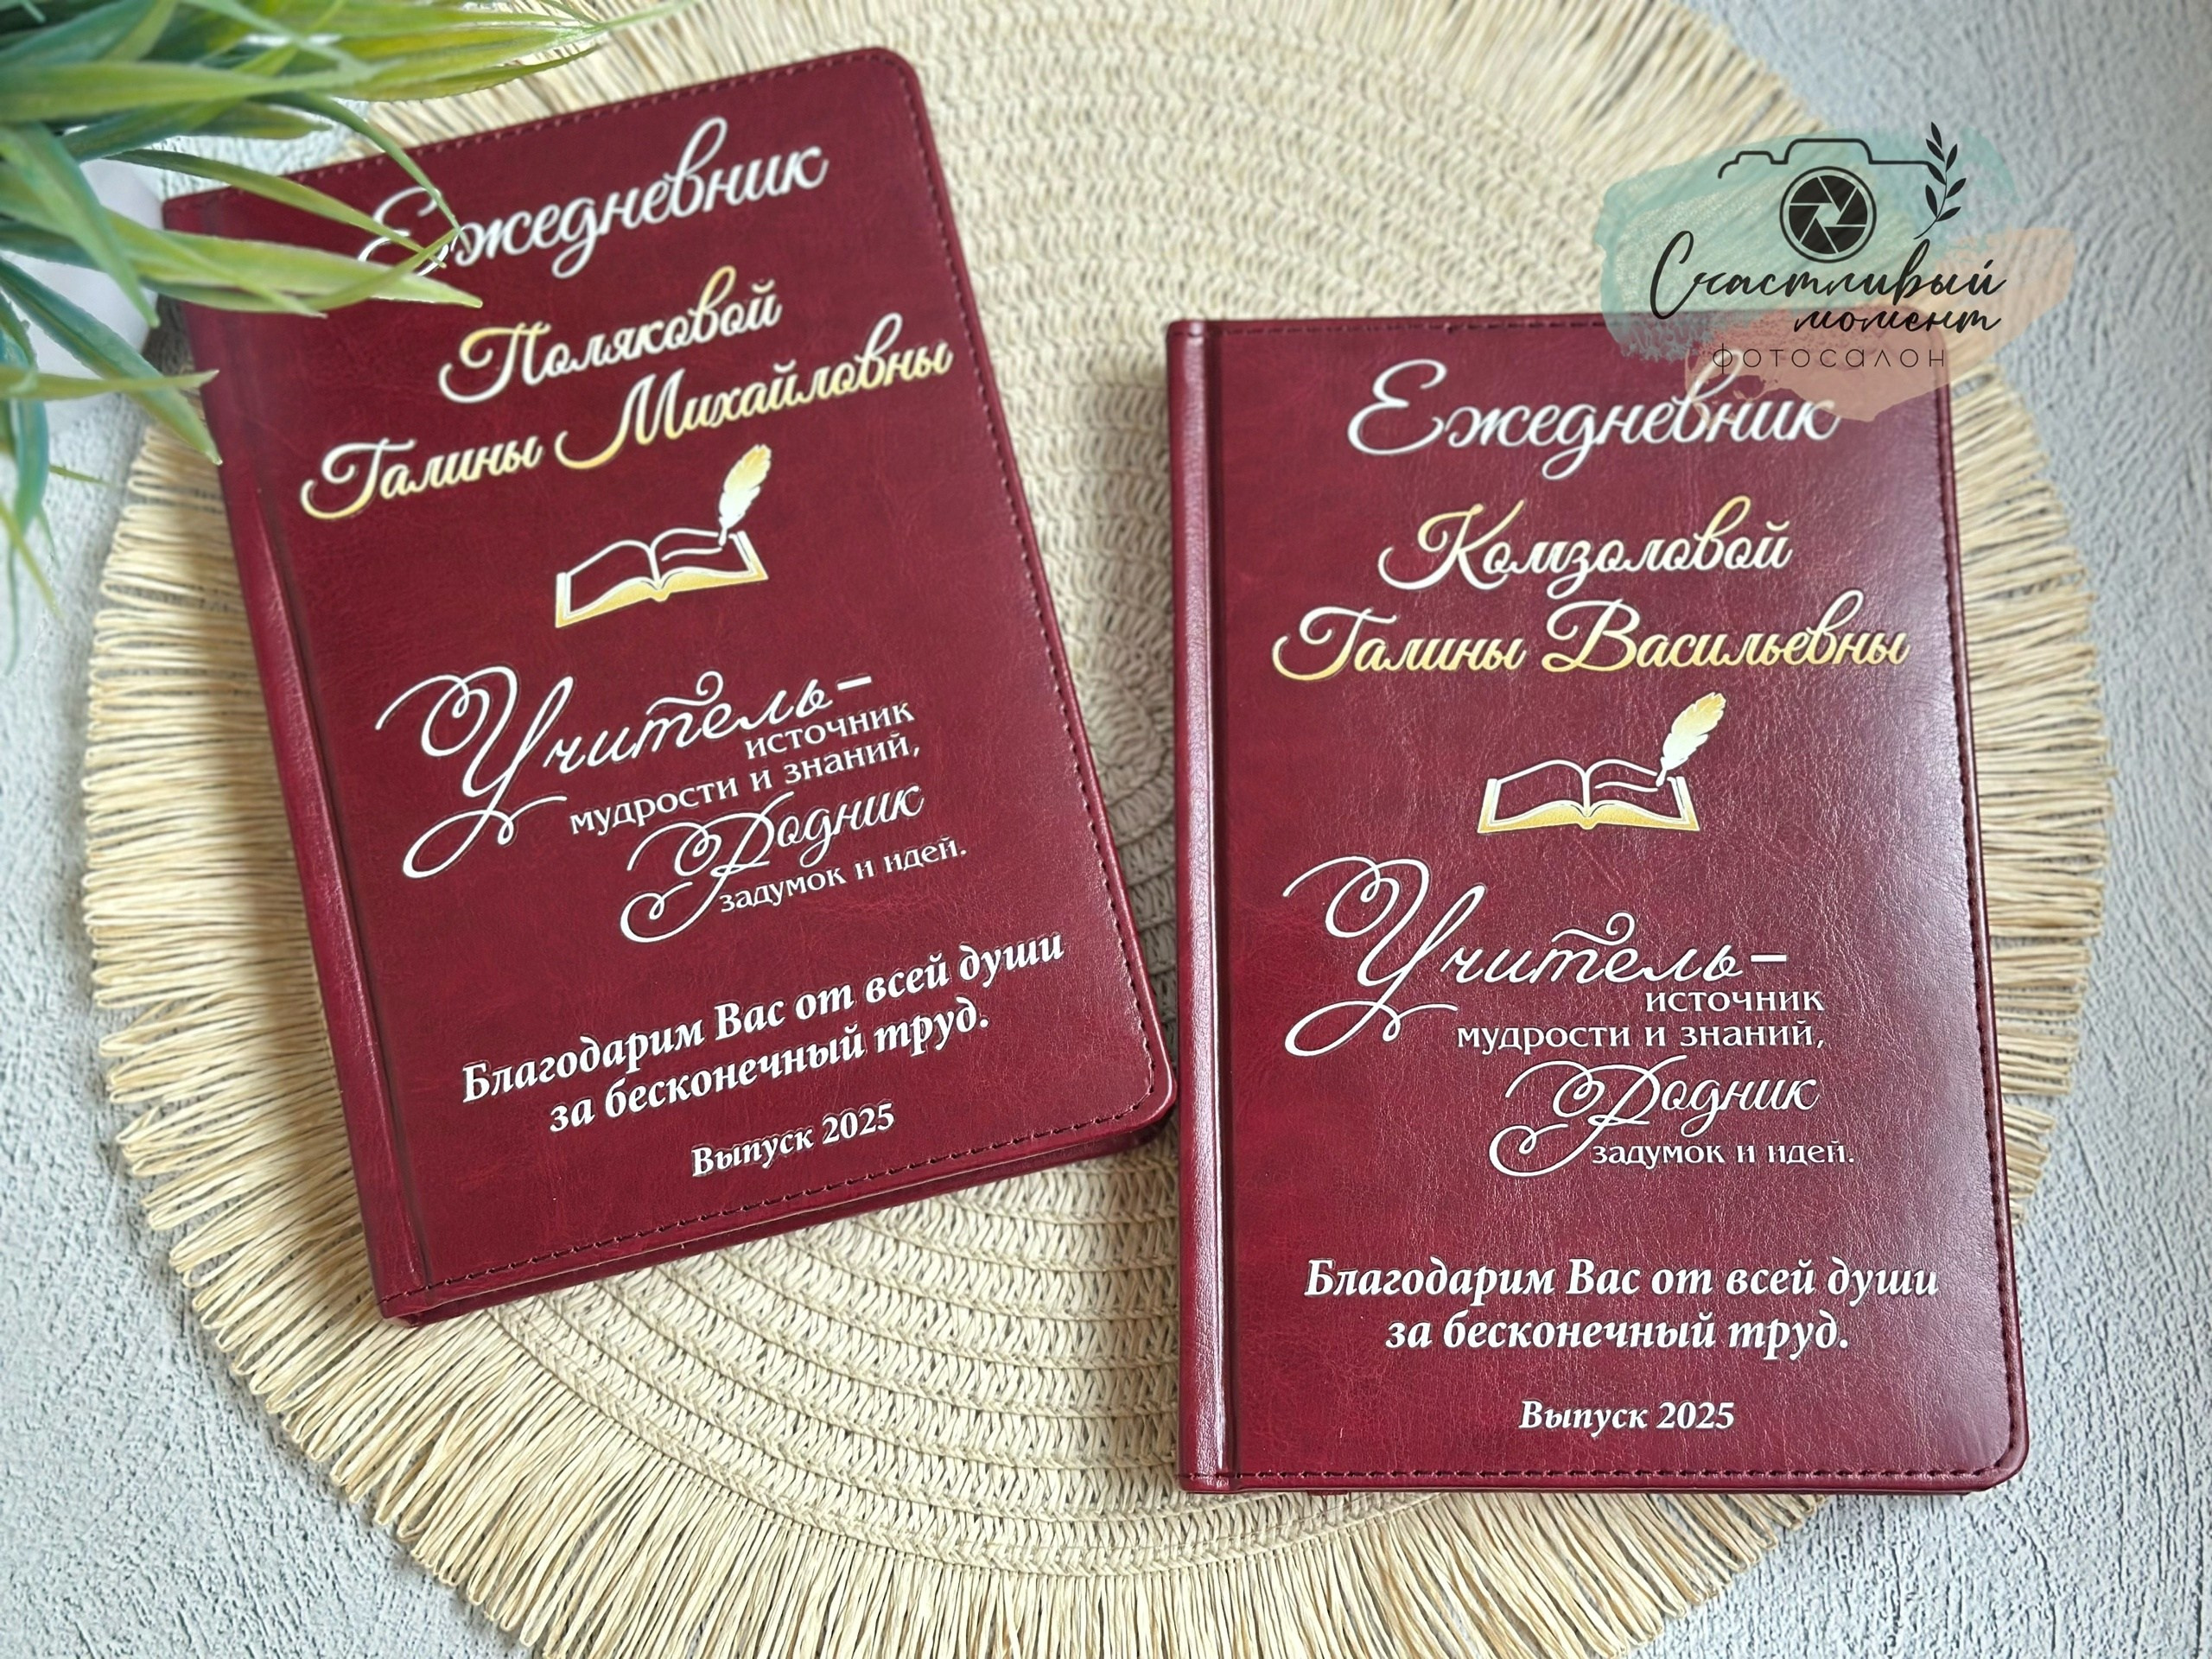 Ежедневник
Поляковой
Галины Михайловны
Учитель –
источник
мудрости и знаний,
Родник
задумок и идей.
Благодарим Вас от всей души
за бесконечный труд.
Выпуск 2025
Счастливый
момент
фотосалон
Ежедневник
Комзоловой
Галины Васильевны
Учитель –
источник
мудрости и знаний,
Родник
задумок и идей.
Благодарим Вас от всей души
за бесконечный труд.
Выпуск 2025